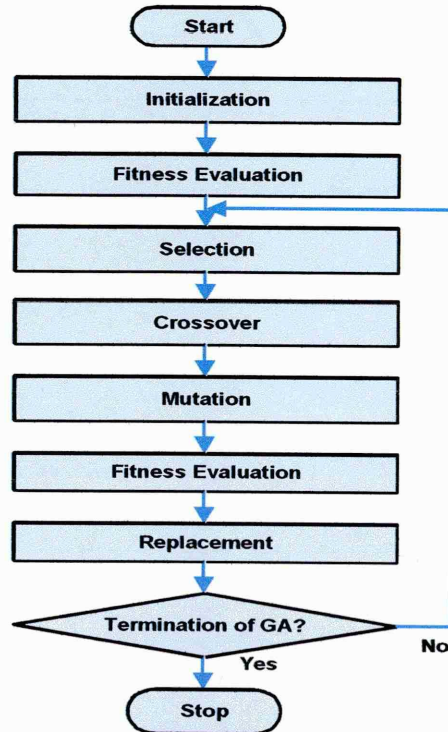 Start
Initialization
Fitness Evaluation
Selection
Crossover
Mutation
Fitness Evaluation
Replacement
Termination of GA?
No
Yes
Stop